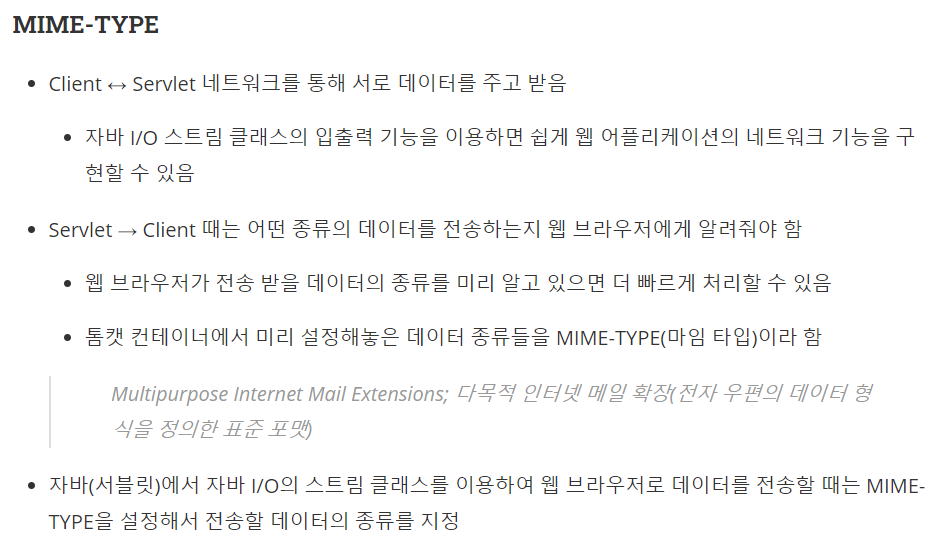 MIME-TYPE
Client ↔ Servlet 네트워크를 통해 서로 데이터를 주고 받음
자바 I/O 스트림 클래스의 입출력 기능을 이용하면 쉽게 웹 어플리케이션의 네트워크 기능을 구
현할 수 있음
Servlet → Client 때는 어떤 종류의 데이터를 전송하는지 웹 브라우저에게 알려줘야 함
웹 브라우저가 전송 받을 데이터의 종류를 미리 알고 있으면 더 빠르게 처리할 수 있음
톰캣 컨테이너에서 미리 설정해놓은 데이터 종류들을 MIME-TYPE(마임 타입)이라 함
Multipurpose Internet Mail Extensions; 다목적 인터넷 메일 확장(전자 우편의 데이터 형
식을 정의한 표준 포맷)
자바(서블릿)에서 자바 I/O의 스트림 클래스를 이용하여 웹 브라우저로 데이터를 전송할 때는 MIME-
TYPE을 설정해서 전송할 데이터의 종류를 지정